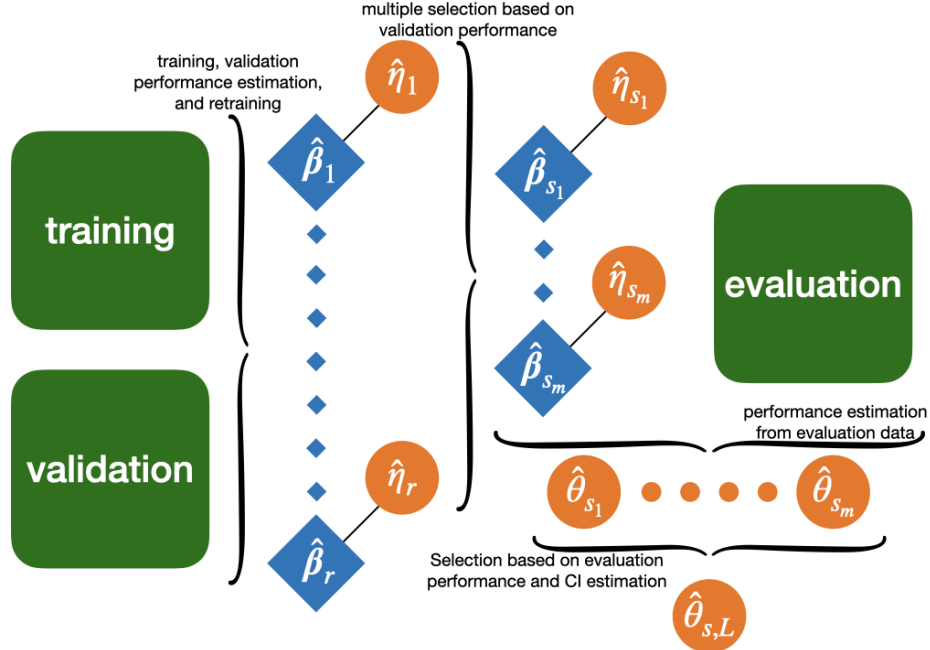 multiple selection based on
validation performance
training, validation
performance estimation,
and retraining
η̂₁
β̂₁
η̂ₛ₁
β̂ₛ₁
training
evaluation
η̂ₛₘ
β̂ₛₘ
validation
η̂ᵣ
β̂ᵣ
performance estimation
from evaluation data
θ̂ₛ₁
θ̂ₛₘ
Selection based on evaluation
performance and CI estimation
θ̂ₛ,L